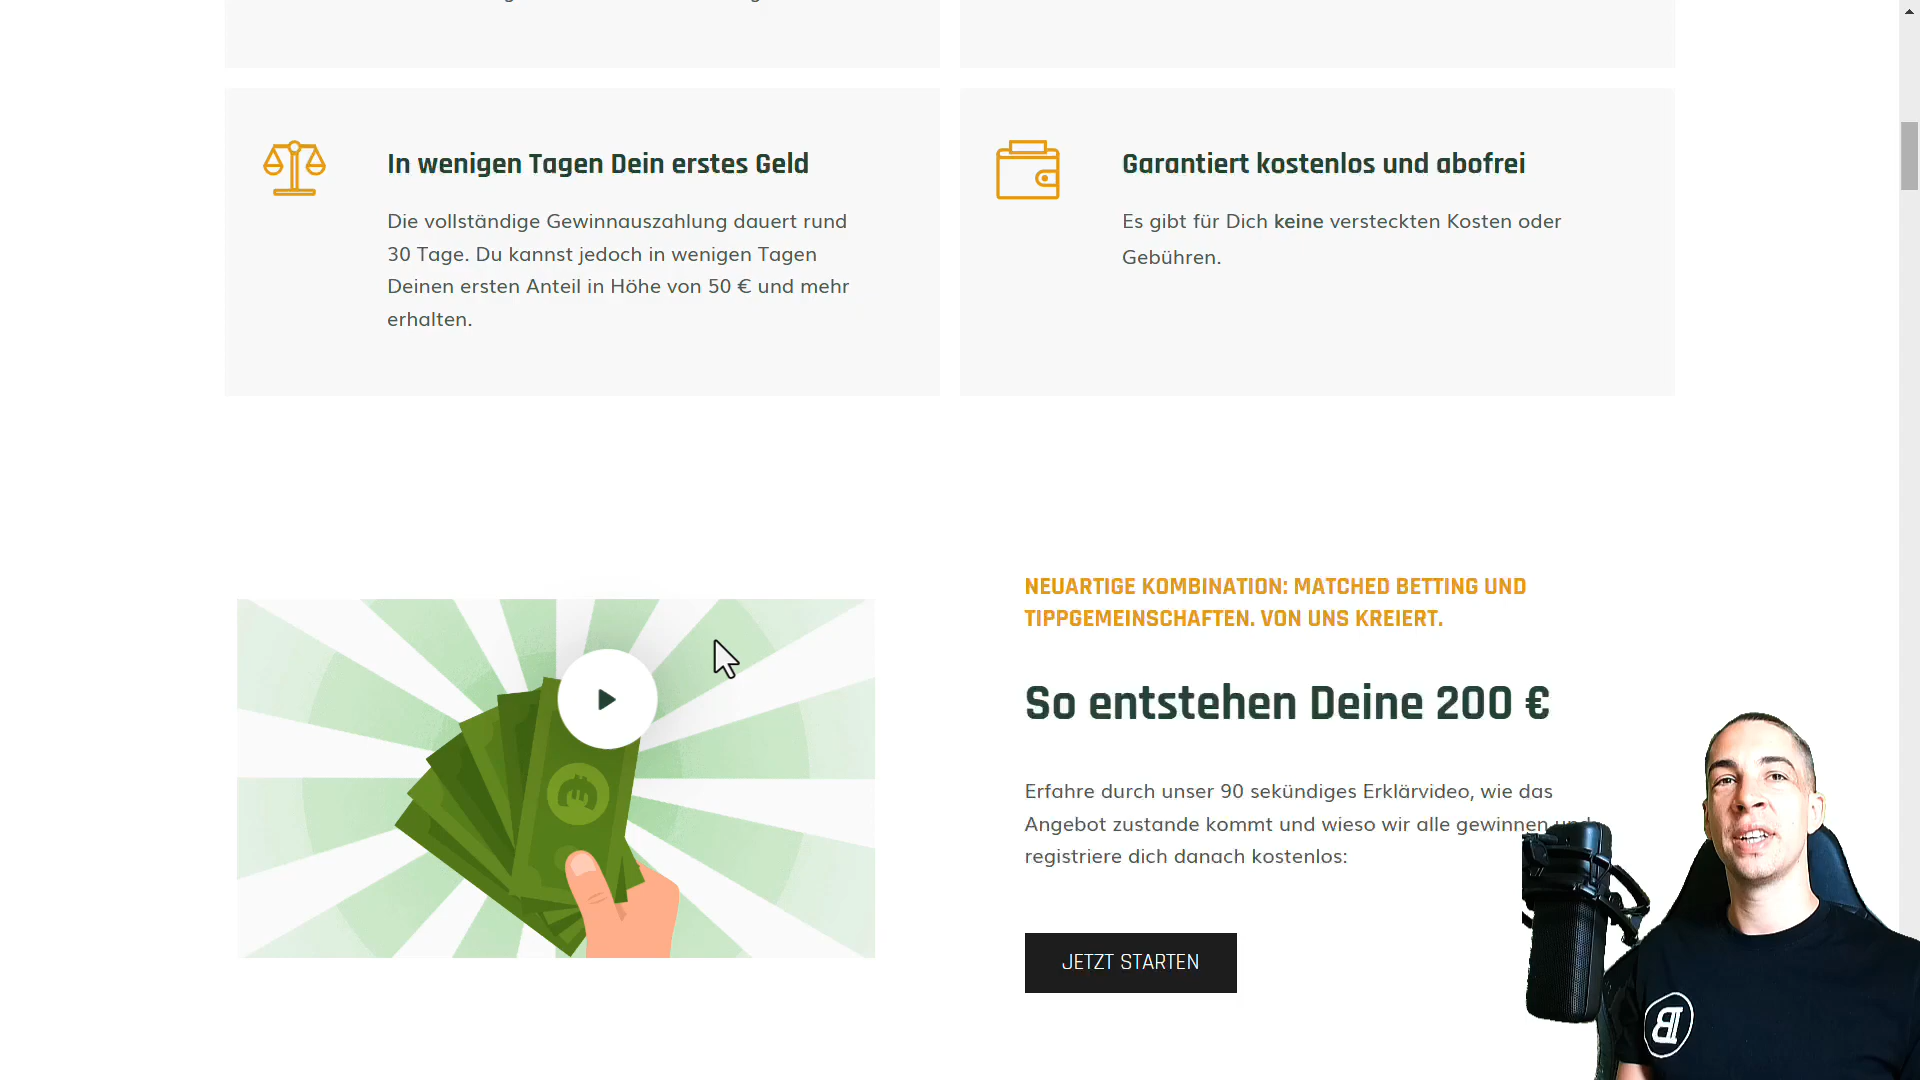 In wenigen Tagen Dein erstes Geld
Die vollständige Gewinnauszahlung dauert rund
30 Tage. Du kannst jedoch in wenigen Tagen
Deinen ersten Anteil in Höhe von 50 € und mehr
erhalten.
Garantiert kostenlos und abofrei
Es gibt für Dich keine versteckten Kosten oder
Gebühren.
NEUARTIGE KOMBINATION: MATCHED BETTING UND
TIPPGEMEINSCHAFTEN. VON UNS KREIERT.
So entstehen Deine 200 €
Erfahre durch unser 90 sekündiges Erklärvideo, wie das
Angebot zustande kommt und wieso wir alle gewinnen und
registriere dich danach kostenlos:
JETZT STARTEN